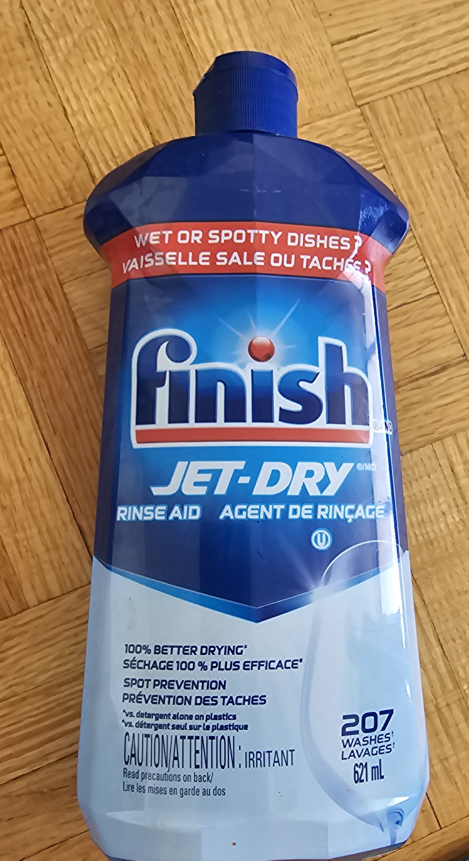 WET OR SPOTTY DISHES?
VAISSELLE SALE OU TACHÉE?
finish
®/MD
JET-DRY ®/MD
RINSE AID AGENT DE RINÇAGE
U
100% BETTER DRYING*
SÉCHAGE 100 % PLUS EFFICACE*
SPOT PREVENTION
PRÉVENTION DES TACHES
*vs. detergent alone on plastics
*vs. détergent seul sur le plastique
CAUTION/ATTENTION : IRRITANT
Read precautions on back/
Lire les mises en garde au dos
207
WASHES†
LAVAGES†
621 mL